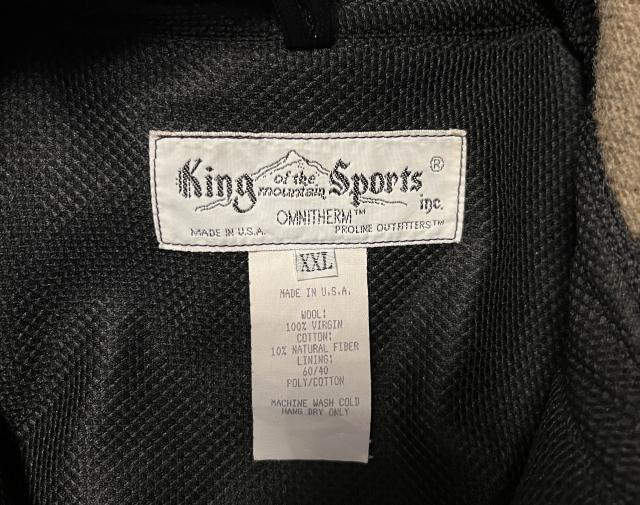 King of the mountain Sports ®
inc.
OMNITHERM™
MADE IN U.S.A. PROLINE OUTFITTERS™
XXL
MADE IN U.S.A.
WOOL:
100% VIRGIN
COTTON:
10% NATURAL FIBER
LINING:
60/40
POLY/COTTON
MACHINE WASH COLD
HANG DRY ONLY